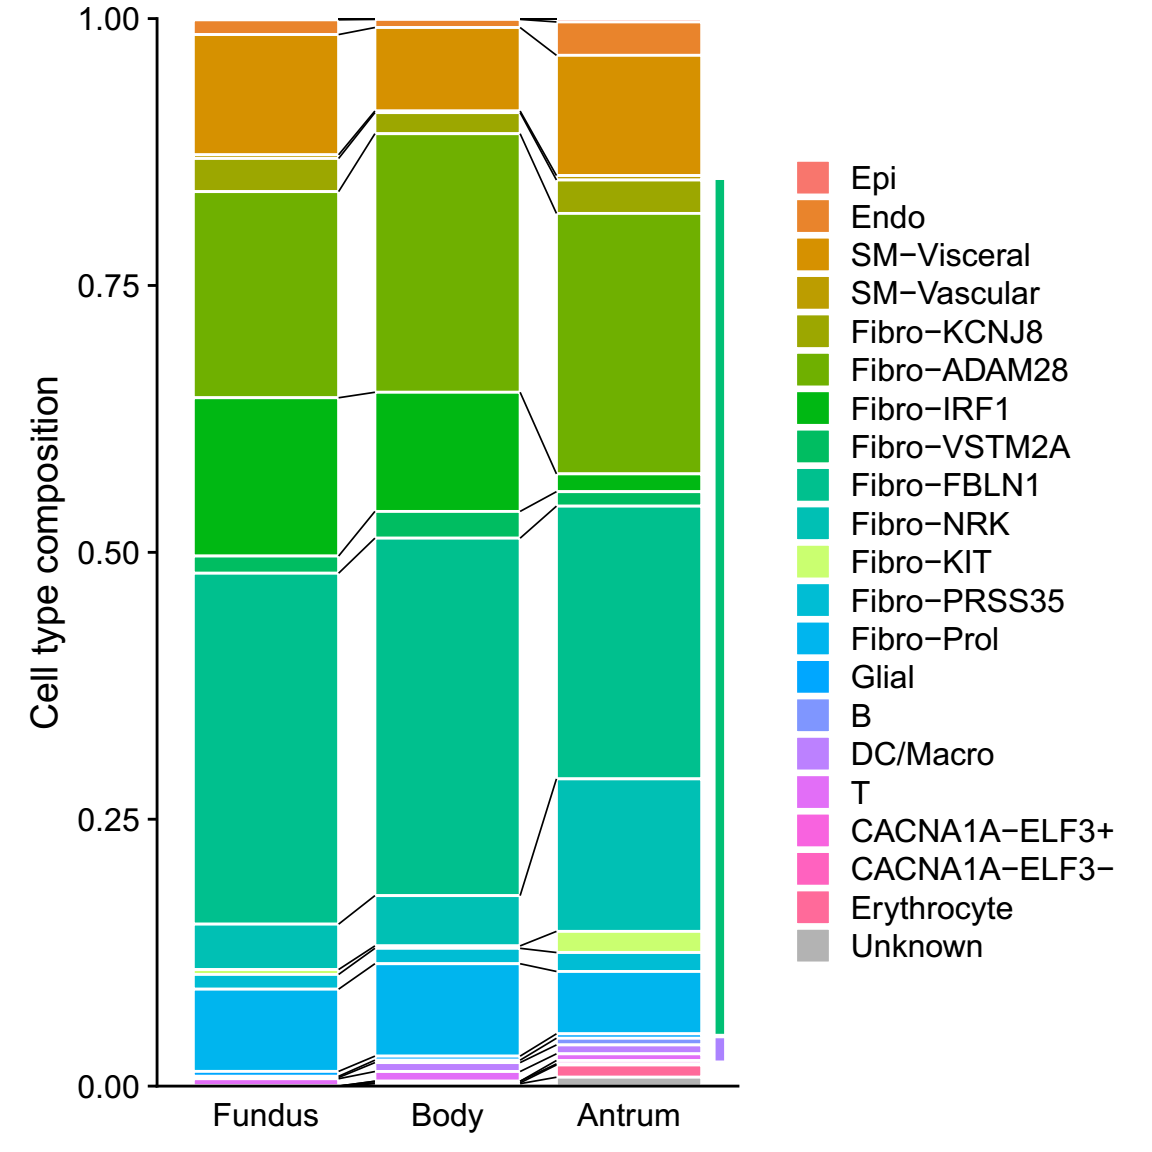 Cell type composition
1.00
0.75
0.50
0.25
0.00
Fundus
Body
Antrum
Epi
Endo
SM−Visceral
SM−Vascular
Fibro−KCNJ8
Fibro−ADAM28
Fibro−IRF1
Fibro−VSTM2A
Fibro−FBLN1
Fibro−NRK
Fibro−KIT
Fibro−PRSS35
Fibro−Prol
Glial
B
DC/Macro
T
CACNA1A−ELF3+
CACNA1A−ELF3−
Erythrocyte
Unknown